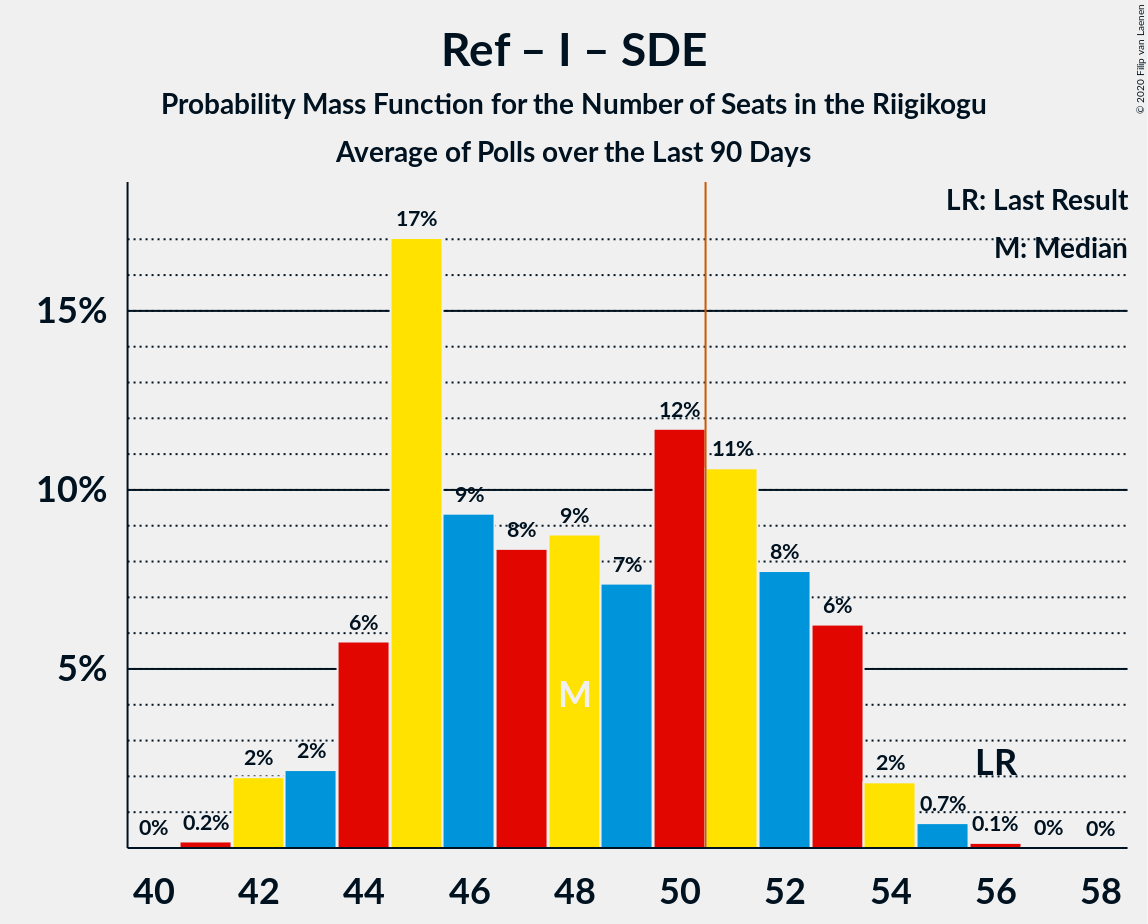 Ref – I – SDE
Probability Mass Function for the Number of Seats in the Riigikogu
Average of Polls over the Last 90 Days
© 2020 Filip van Laenen
LR: Last Result
M: Median
15%
10%
5%
0%
0.2%
2%
2%
6%
17%
9%
8%
9%
7%
12%
11%
8%
6%
2%
0.7%
0.1%
0%
0%
M
LR
40 42 44 46 48 50 52 54 56 58